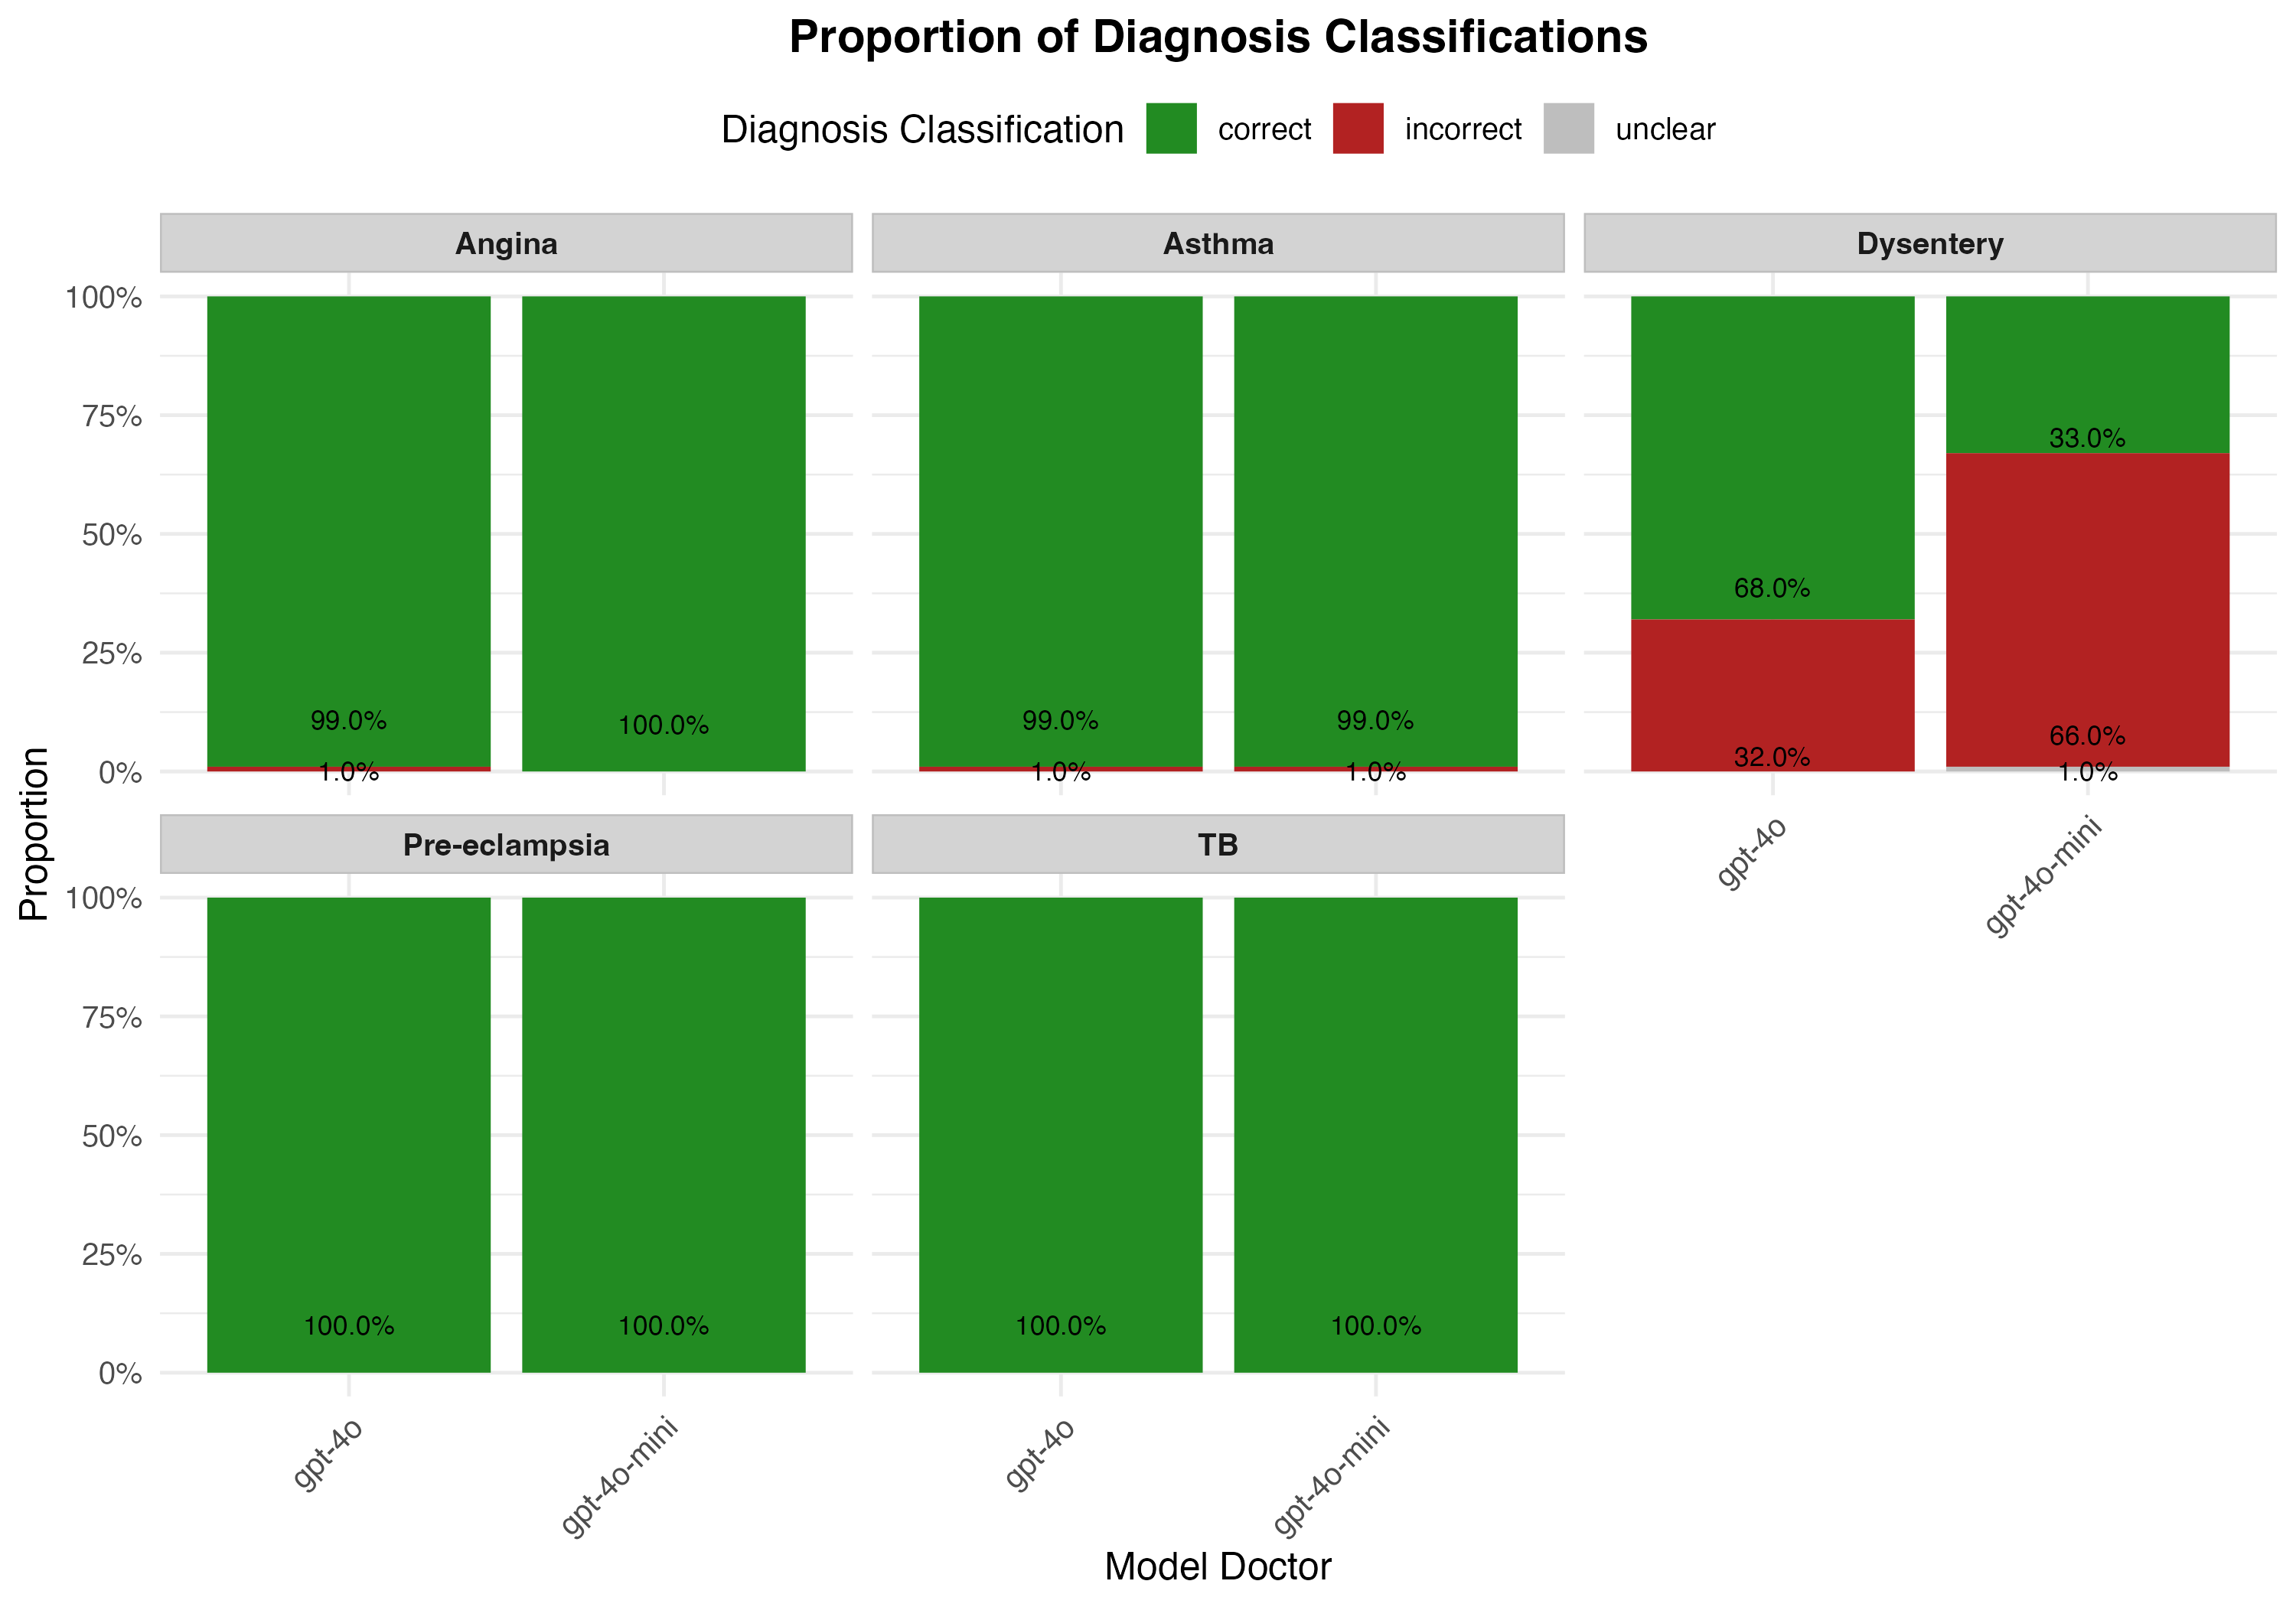 Proportion of Diagnosis Classifications
Diagnosis Classification correct incorrect unclear
Angina
Asthma
Dysentery
100%
75%
50%
25%
0%
99.0%
1.0%
100.0%
99.0%
1.0%
99.0%
1.0%
68.0%
32.0%
33.0%
66.0%
1.0%
gpt-4o
gpt-4o-mini
Proportion
Pre-eclampsia
TB
100%
75%
50%
25%
0%
100.0%
100.0%
100.0%
100.0%
gpt-4o
gpt-4o-mini
gpt-4o
gpt-4o-mini
Model Doctor